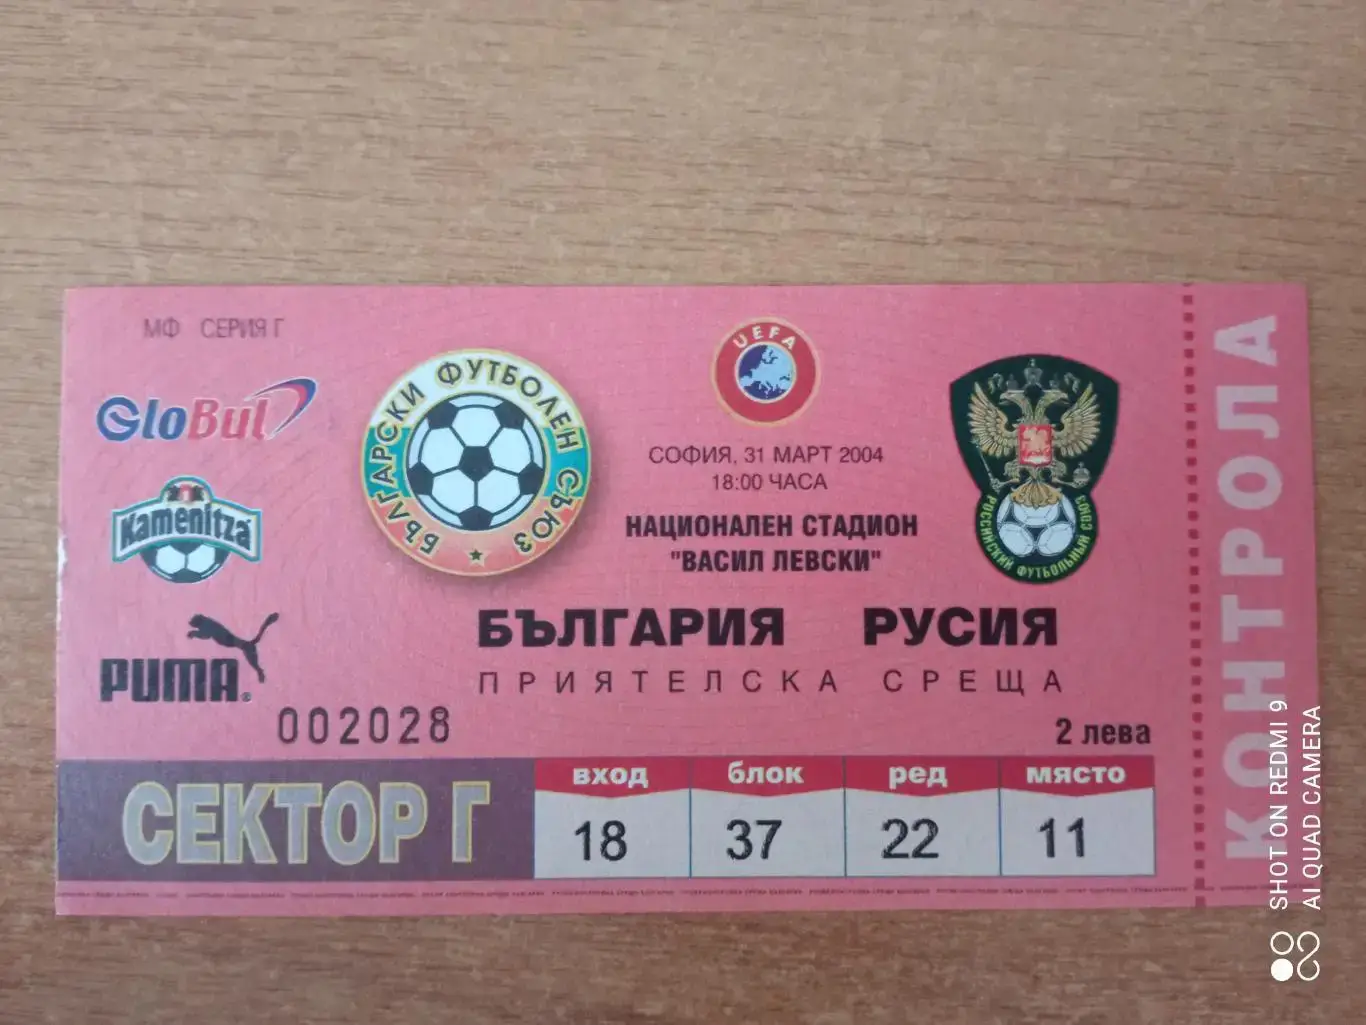 МФ СЕРИЯ Г
GloBul
Kamenitza
PUMA®
БЪЛГАРСКИ ФУТБОЛЕН СЪЮЗ
UEFA
СОФИЯ, 31 МАРТ 2004
18:00 ЧАСА
НАЦИОНАЛЕН СТАДИОН
"ВАСИЛ ЛЕВСКИ"
РОССИЙСКИЙ ФУТБОЛЬНЫЙ СОЮЗ
БЪЛГАРИЯ РУСИЯ
ПРИЯТЕЛСКА СРЕЩА
002028
2 лева
СЕКТОР Г
вход блок ред място
18 37 22 11
КОНТРОЛА
SHOT ON REDMI 9
AI QUAD CAMERA